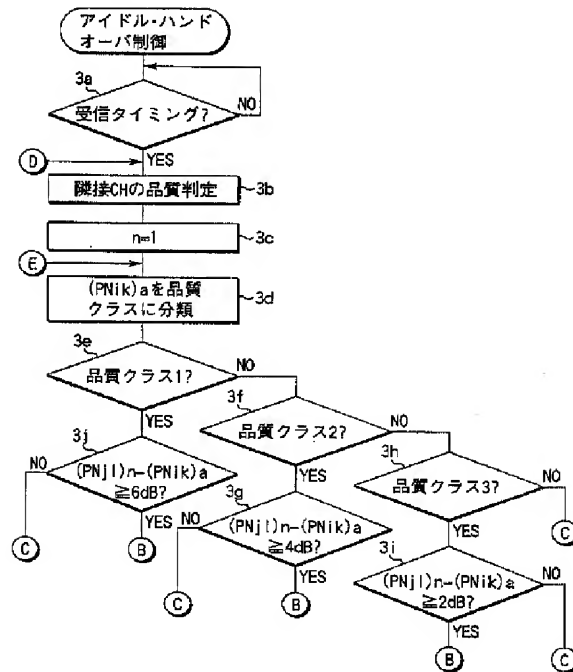 アイドル・ハンド
オーバ制御
3a
受信タイミング?
NO
YES
D
隣接CHの品質判定
3b
n=1
3c
E
(PNik)aを品質
クラスに分類
3d
3e
品質クラス1?
NO
YES
3f
品質クラス2?
NO
YES
3h
品質クラス3?
NO
YES
C
3j
(PNjl)n-(PNik)a
≧6dB?
NO
YES
C
B
3g
(PNjl)n-(PNik)a
≧4dB?
NO
YES
C
B
3i
(PNjl)n-(PNik)a
≧2dB?
NO
YES
B
C